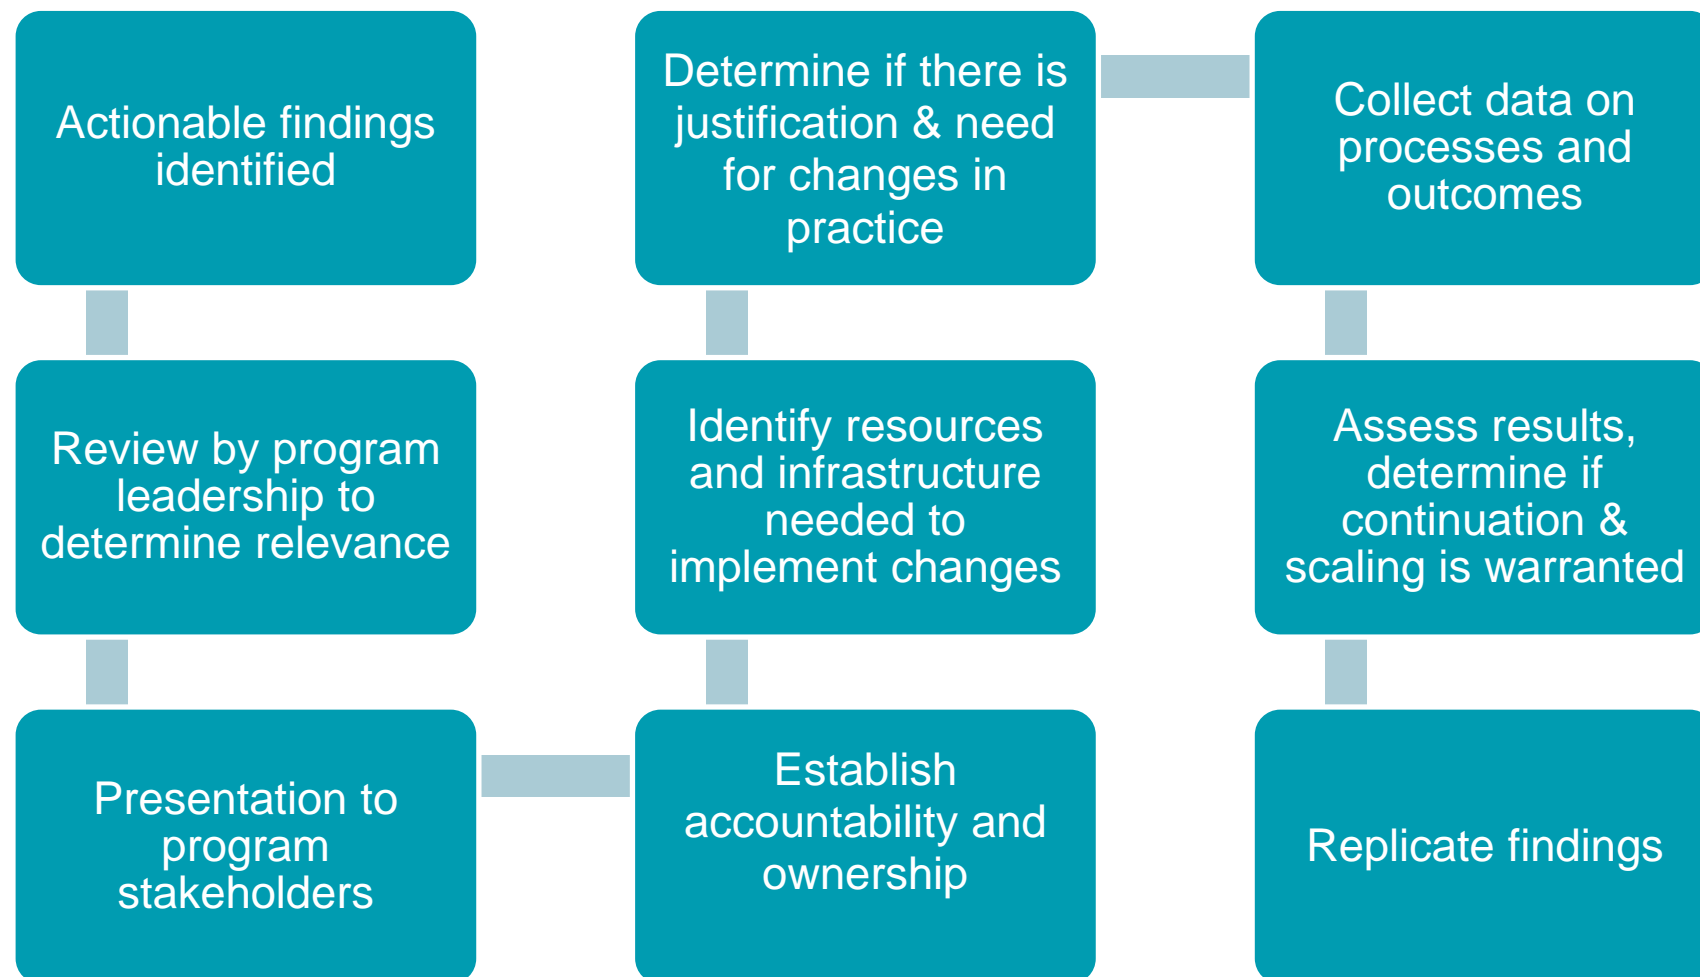 Actionable findings
identified
Review by program
leadership to
determine relevance
Presentation to
program
stakeholders
Establish
accountability and
ownership
Identify resources
and infrastructure
needed to
implement changes
Determine if there is
justification & need
for changes in
practice
Collect data on
processes and
outcomes
Assess results,
determine if
continuation &
scaling is warranted
Replicate findings